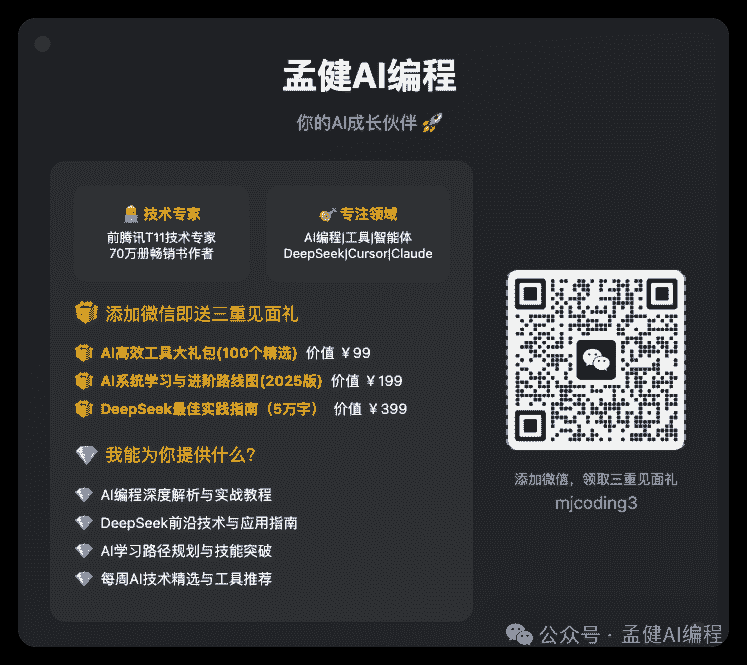 孟健AI编程
你的AI成长伙伴
技术专家
前腾讯T11技术专家
70万册畅销书作者
专注领域
AI编程|工具|智能体
DeepSeek|Cursor|Claude
添加微信即送三重见面礼
AI高效工具大礼包(100个精选) 价值 ¥99
AI系统学习与进阶路线图(2025版) 价值 ¥199
DeepSeek最佳实践指南（5万字） 价值 ¥399
我能为你提供什么？
AI编程深度解析与实战教程
DeepSeek前沿技术与应用指南
AI学习路径规划与技能突破
每周AI技术精选与工具推荐
添加微信，领取三重见面礼
mjcoding3
公众号 · 孟健AI编程